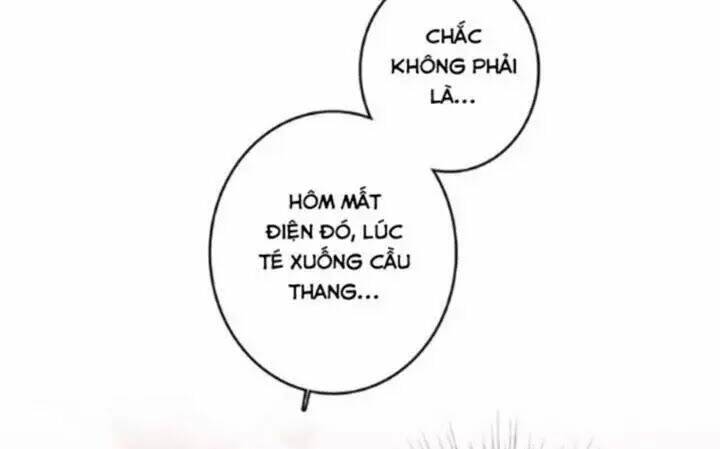 CHẮC
KHÔNG PHẢI
LÀ...
HÔM MẤT
ĐIỆN ĐÓ, LÚC
TÉ XUỐNG CẦU
THANG...